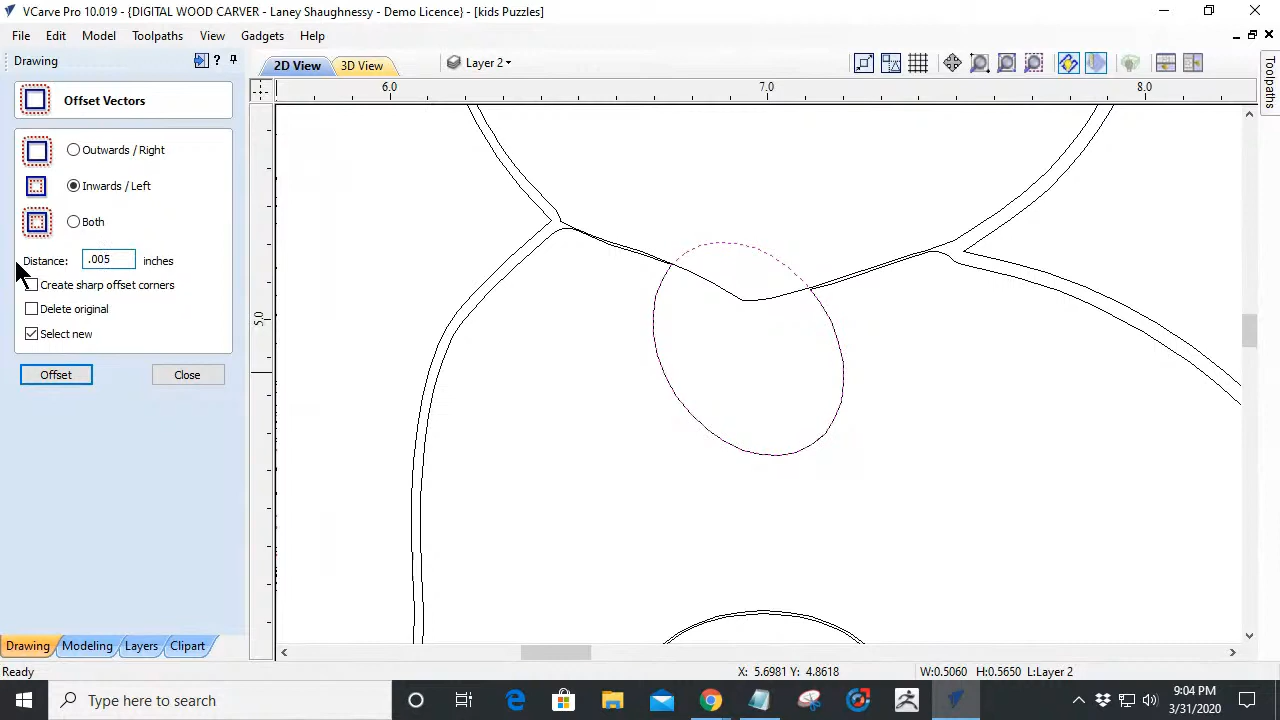 VCarve Pro 10.019 - {DIGITAL WOOD CARVER - Laney Shaughnessy - Demo Licence} - [kids Puzzles]
File Edit Model Toolpaths View Gadgets Help
Drawing ?
2D View 3D View Layer 2
Offset Vectors
Outwards / Right
Inwards / Left
Both
Distance: .005 inches
Create sharp offset corners
Delete original
Select new
Offset Close
6.0 7.0 8.0
5.0
Toolpaths
Drawing Modeling Layers Clipart
Ready X: 5.6981 Y: 4.8618 W:0.5060 H:0.5650 L:Layer 2
Type here to search
9:04 PM
3/31/2020